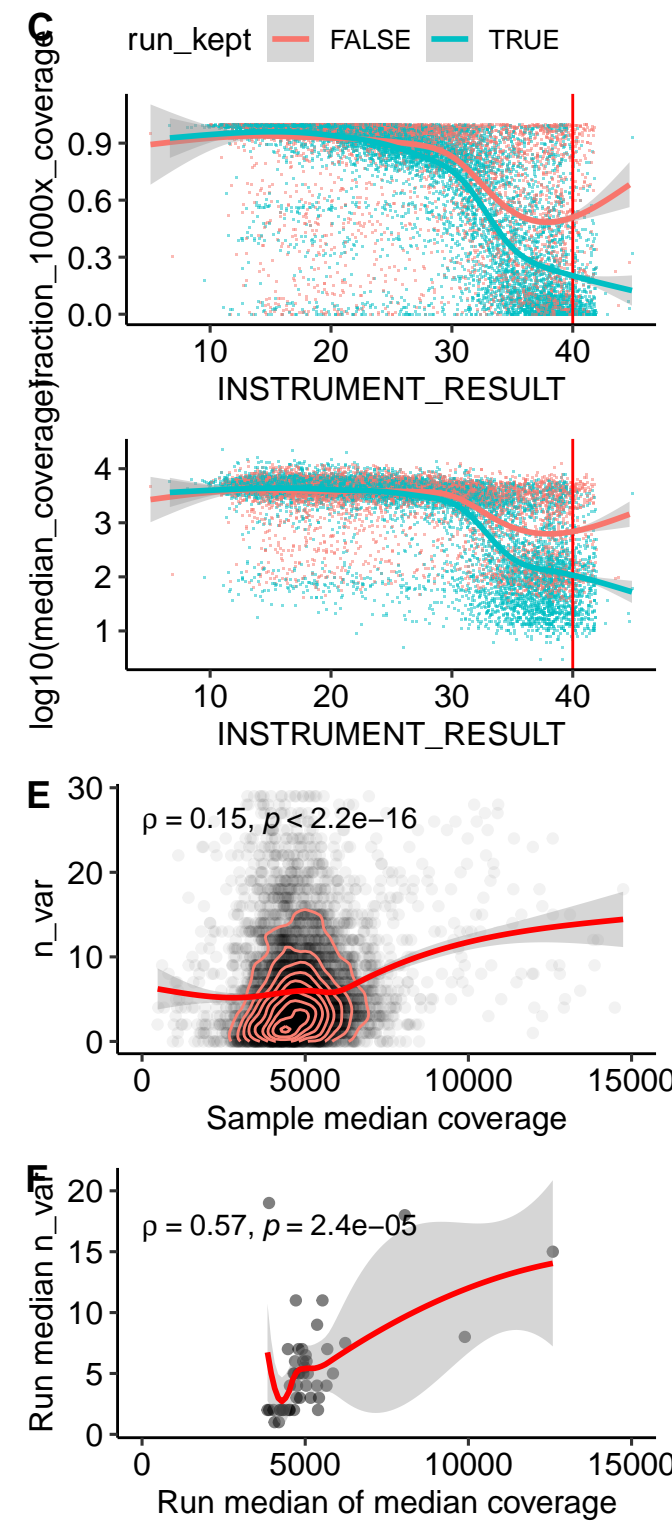 C
run_kept FALSE TRUE
fraction_1000x_coverage
0.9
0.6
0.3
0.0
10 20 30 40
INSTRUMENT_RESULT
log10(median_coverage)
4
3
2
1
10 20 30 40
INSTRUMENT_RESULT
E
n_var
30
20
10
0
ρ = 0.15, p < 2.2e−16
0 5000 10000 15000
Sample median coverage
F
Run median n_var
20
15
10
5
0
ρ = 0.57, p = 2.4e−05
0 5000 10000 15000
Run median of median coverage